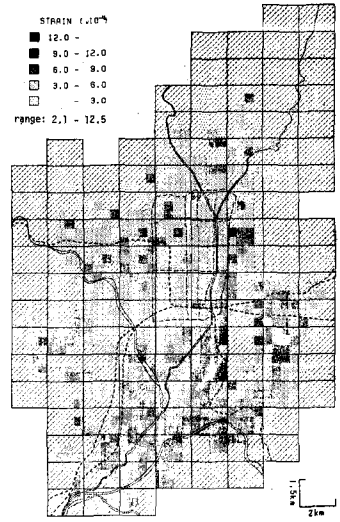 STRAIN (×10⁻⁴
12.0 -
9.0 - 12.0
6.0 - 9.0
3.0 - 6.0
- 3.0
range: 2.1 - 12.5
1.5km
2km